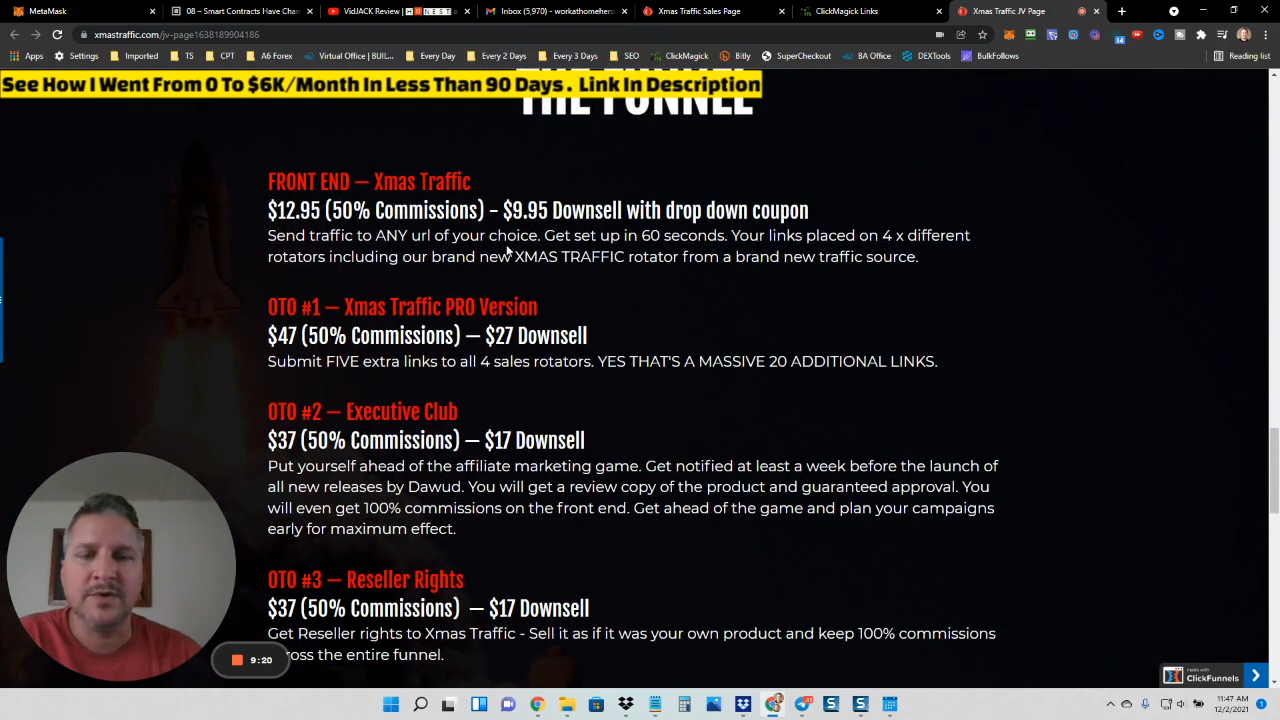 MetaMask
08 – Smart Contracts Have Chan
VidJACK Review | HONEST
Inbox (5,970) - workathomehero
Xmas Traffic Sales Page
ClickMagick Links
Xmas Traffic JV Page
xmastraffic.com/jv-page1638189904186
Apps
Settings
Imported
TS
CPT
A6 Forex
Virtual Office | BUIL...
Every Day
Every 2 Days
Every 3 Days
SEO
ClickMagick
Bitly
SuperCheckout
BA Office
DEXTools
BulkFollows
Reading list
See How I Went From 0 To $6K/Month In Less Than 90 Days . Link In Description
THE FUNNEL
FRONT END — Xmas Traffic
$12.95 (50% Commissions) - $9.95 Downsell with drop down coupon
Send traffic to ANY url of your choice. Get set up in 60 seconds. Your links placed on 4 x different
rotators including our brand new XMAS TRAFFIC rotator from a brand new traffic source.
OTO #1 — Xmas Traffic PRO Version
$47 (50% Commissions) — $27 Downsell
Submit FIVE extra links to all 4 sales rotators. YES THAT'S A MASSIVE 20 ADDITIONAL LINKS.
OTO #2 — Executive Club
$37 (50% Commissions) — $17 Downsell
Put yourself ahead of the affiliate marketing game. Get notified at least a week before the launch of
all new releases by Dawud. You will get a review copy of the product and guaranteed approval. You
will even get 100% commissions on the front end. Get ahead of the game and plan your campaigns
early for maximum effect.
OTO #3 — Reseller Rights
$37 (50% Commissions) — $17 Downsell
Get Reseller rights to Xmas Traffic - Sell it as if it was your own product and keep 100% commissions
across the entire funnel.
9:20
made with
ClickFunnels
11:47 AM
12/2/2021